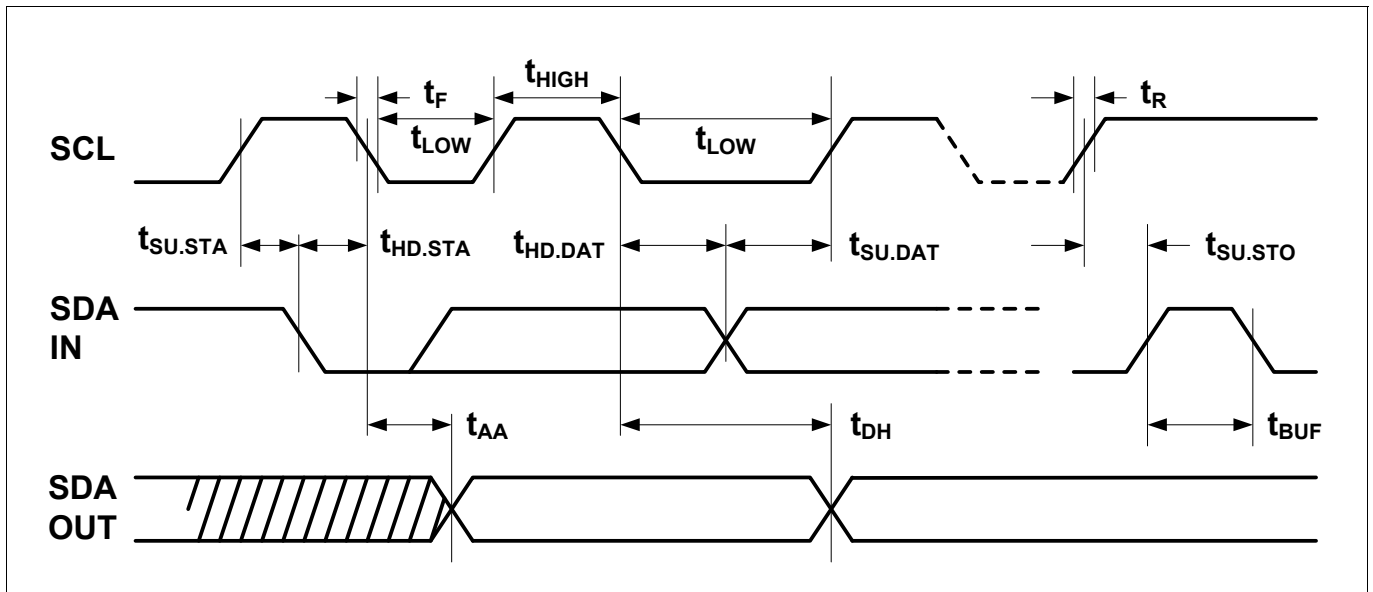 tHIGH
tF
tR
tLOW
tLOW
SCL
tSU.STA
tHD.STA
tHD.DAT
tSU.DAT
tSU.STO
SDA
IN
tAA
tDH
tBUF
SDA
OUT